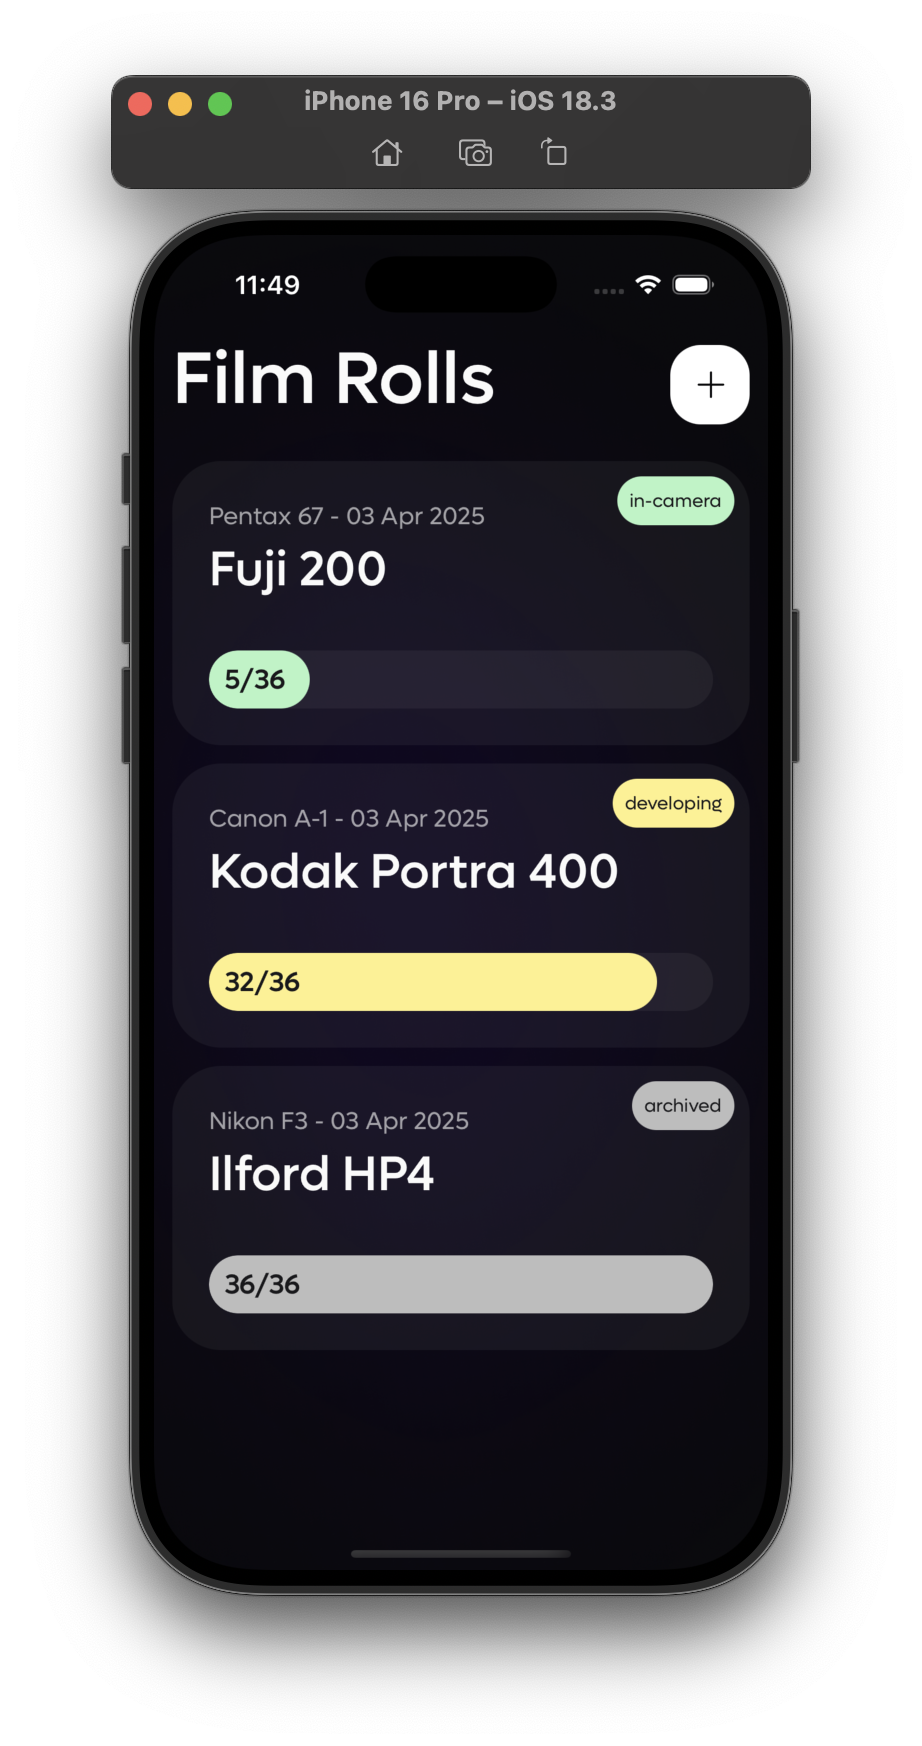 iPhone 16 Pro – iOS 18.3
11:49
Film Rolls
in-camera
Pentax 67 - 03 Apr 2025
Fuji 200
5/36
developing
Canon A-1 - 03 Apr 2025
Kodak Portra 400
32/36
archived
Nikon F3 - 03 Apr 2025
Ilford HP4
36/36